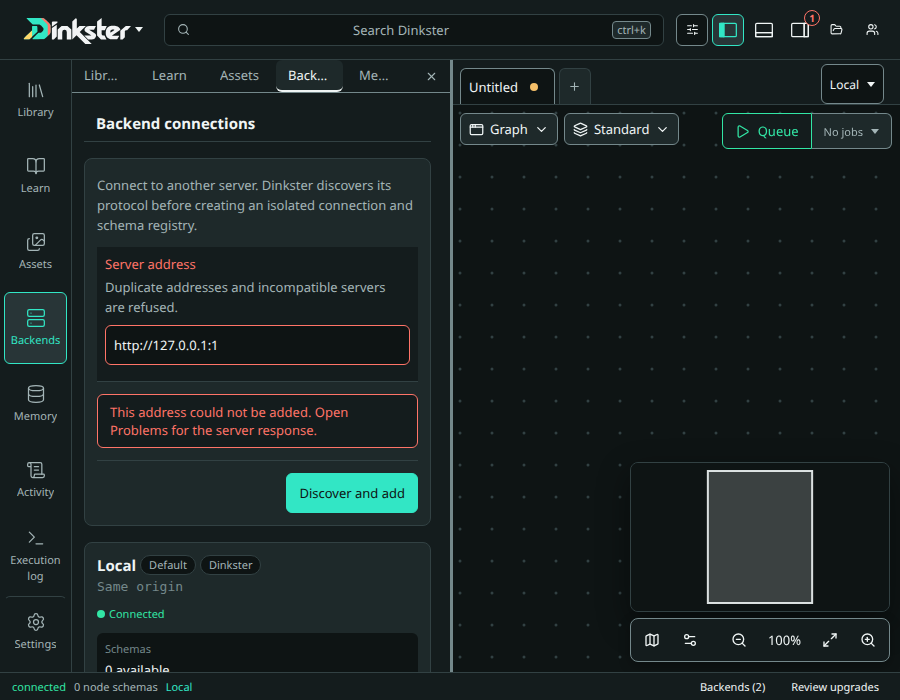 Dinkster
Search Dinkster
ctrl+k
1
Library
Learn
Assets
Backends
Memory
Activity
Execution
log
Settings
Libr...
Learn
Assets
Back...
Me...
Backend connections
Connect to another server. Dinkster discovers its
protocol before creating an isolated connection and
schema registry.
Server address
Duplicate addresses and incompatible servers
are refused.
http://127.0.0.1:1
This address could not be added. Open
Problems for the server response.
Discover and add
Local Default Dinkster
Same origin
Connected
Schemas
0 available
Untitled
+
Local
Graph
Standard
Queue
No jobs
100%
connected 0 node schemas Local
Backends (2) Review upgrades